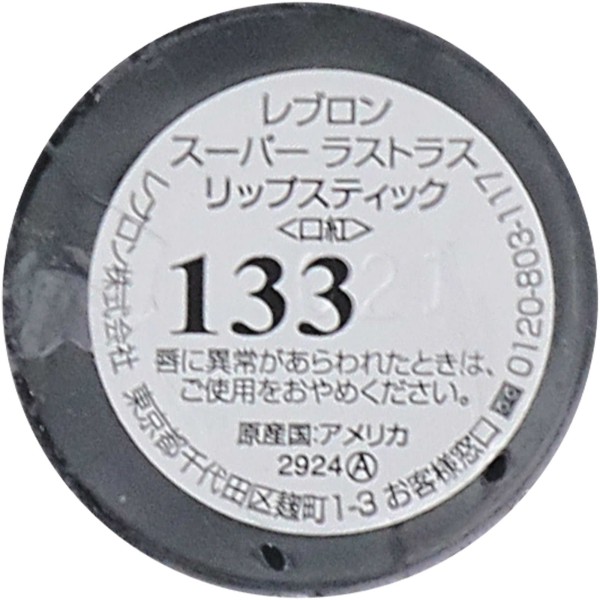 レブロン
スーパー ラストラス
リップスティック
<口紅>
133
唇に異常があらわれたときは、
ご使用をおやめください。
原産国:アメリカ
2924Ⓐ
レブロン株式会社 東京都千代田区麹町1-3 お客様窓口 0120-803-117